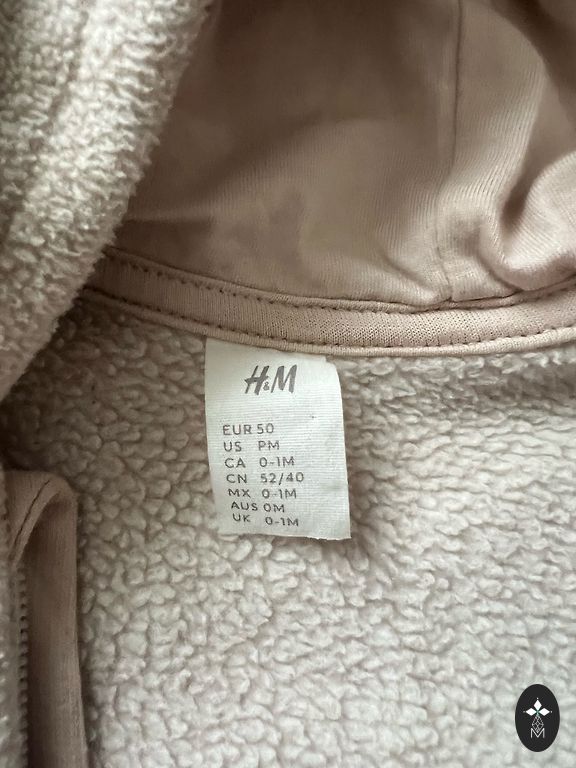 H&M
EUR 50
US PM
CA 0-1M
CN 52/40
MX 0-1M
AUS 0M
UK 0-1M
M